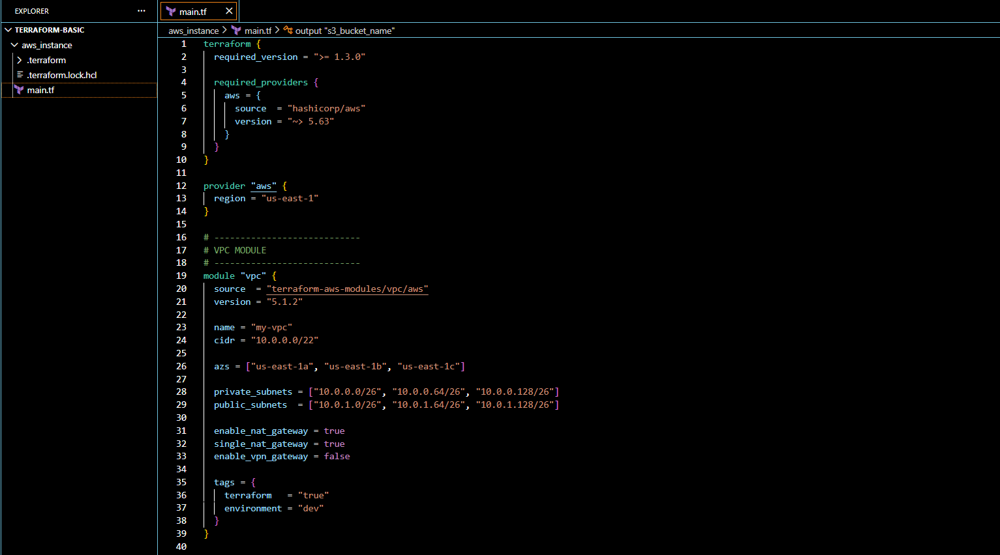 EXPLORER
TERRAFORM-BASIC
aws_instance
.terraform
.terraform.lock.hcl
main.tf
main.tf
aws_instance > main.tf > output "s3_bucket_name"
1 terraform {
2   required_version = ">= 1.3.0"
3
4   required_providers {
5     aws = {
6       source  = "hashicorp/aws"
7       version = "~> 5.63"
8     }
9   }
10 }
11
12 provider "aws" {
13   region = "us-east-1"
14 }
15
16 # ----------------------------
17 # VPC MODULE
18 # ----------------------------
19 module "vpc" {
20   source  = "terraform-aws-modules/vpc/aws"
21   version = "5.1.2"
22
23   name = "my-vpc"
24   cidr = "10.0.0.0/22"
25
26   azs = ["us-east-1a", "us-east-1b", "us-east-1c"]
27
28   private_subnets = ["10.0.0.0/26", "10.0.0.64/26", "10.0.0.128/26"]
29   public_subnets  = ["10.0.1.0/26", "10.0.1.64/26", "10.0.1.128/26"]
30
31   enable_nat_gateway = true
32   single_nat_gateway = true
33   enable_vpn_gateway = false
34
35   tags = {
36     terraform   = "true"
37     environment = "dev"
38   }
39 }
40